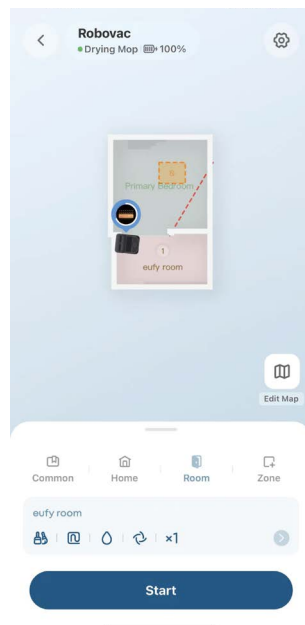 Robovac
Drying Mop 100%
Primary Bedroom
1
eufy room
Edit Map
Common
Home
Room
Zone
eufy room
×1
Start